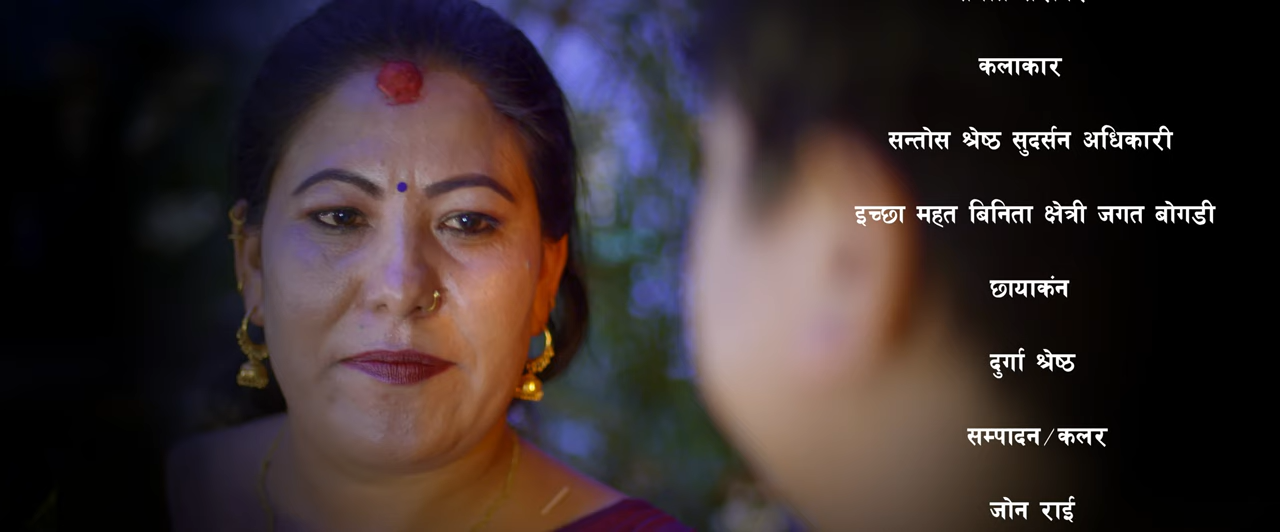 कलाकार
सन्तोस श्रेष्ठ सुदर्सन अधिकारी
इच्छा महत बिनिता क्षेत्री जगत बोगडी
छायाकंन
दुर्गा श्रेष्ठ
सम्पादन/कलर
जोन राई